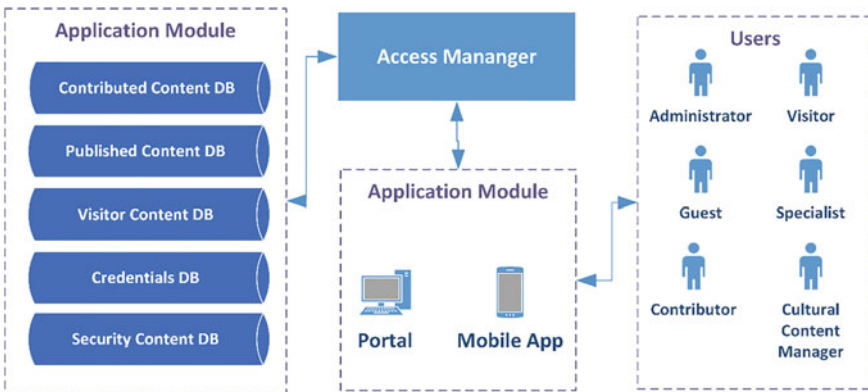 Application Module
Contributed Content DB
Published Content DB
Visitor Content DB
Credentials DB
Security Content DB
Access Mananger
Application Module
Portal
Mobile App
Users
Administrator
Visitor
Guest
Specialist
Contributor
Cultural
Content
Manager